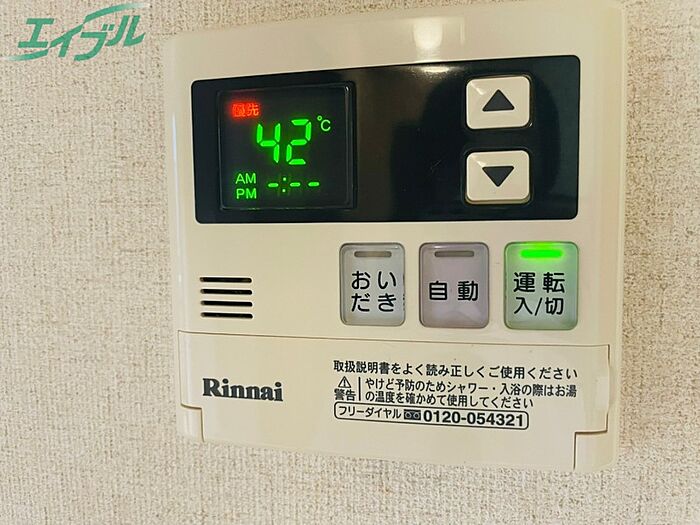 エイブル
優先
42℃
AM
PM
-:--
おい
だき
自動
運転
入/切
取扱説明書をよく読み正しくご使用ください
警告
やけど予防のためシャワー・入浴の際はお湯
の温度を確かめて使用してください
フリーダイヤル 0120-054321
Rinnai